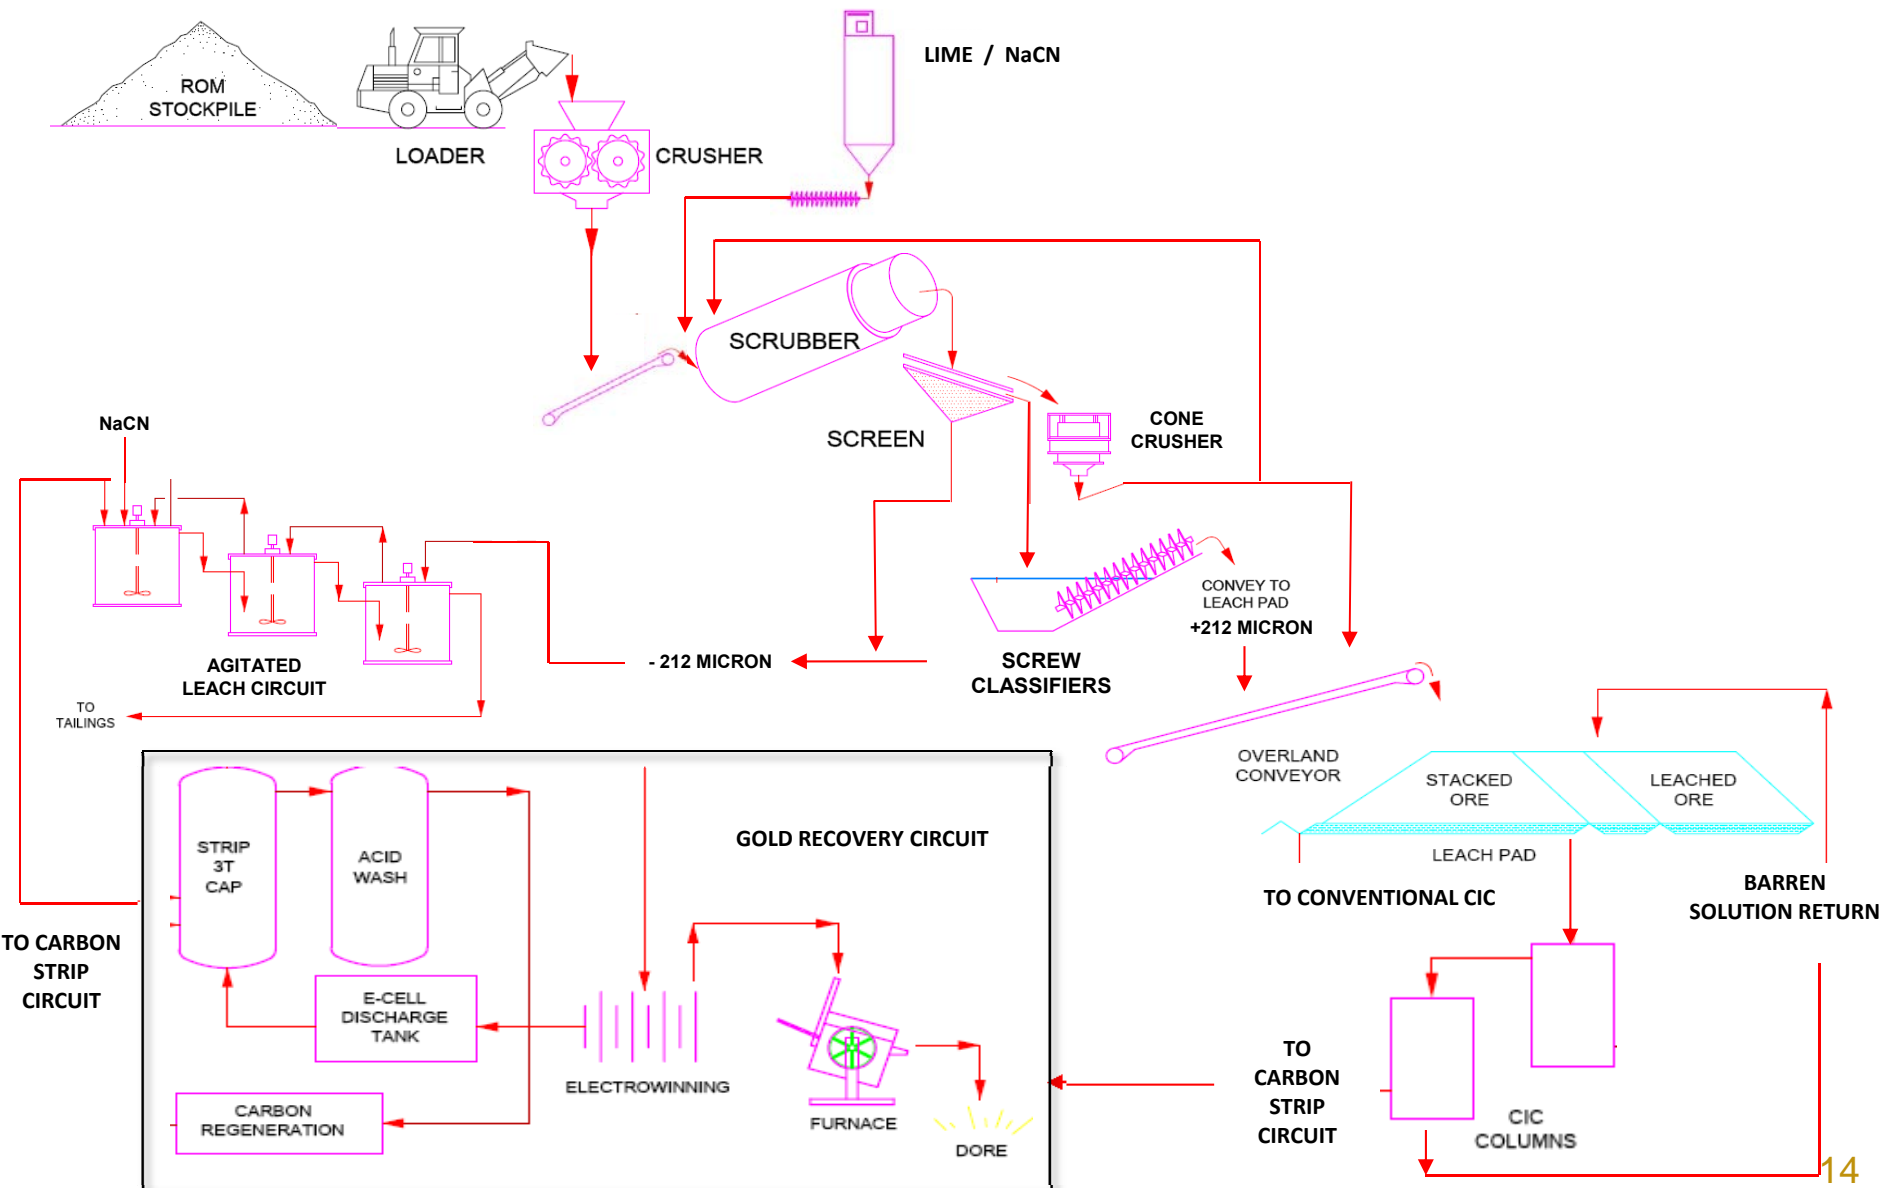 LIME / NaCN
ROM
STOCKPILE
LOADER
CRUSHER
SCRUBBER
SCREEN
CONE
CRUSHER
NaCN
CONVEY TO
LEACH PAD
+212 MICRON
- 212 MICRON
SCREW
CLASSIFIERS
AGITATED
LEACH CIRCUIT
TO
TAILINGS
OVERLAND
CONVEYOR
STACKED
ORE
LEACHED
ORE
LEACH PAD
TO CONVENTIONAL CIC
BARREN
SOLUTION RETURN
GOLD RECOVERY CIRCUIT
STRIP
3T
CAP
ACID
WASH
TO CARBON
STRIP
CIRCUIT
E-CELL
DISCHARGE
TANK
ELECTROWINNING
CARBON
REGENERATION
FURNACE
DORE
TO
CARBON
STRIP
CIRCUIT
CIC
COLUMNS
14